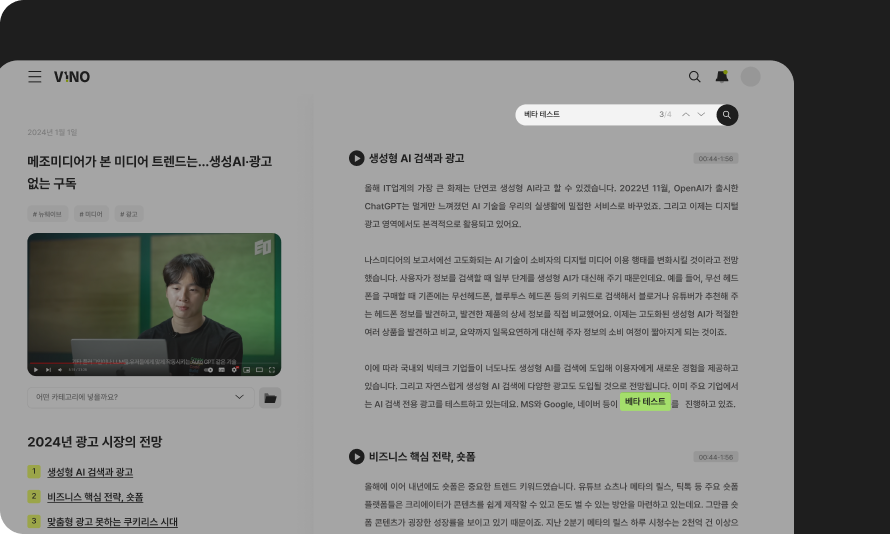 VINO
베타 테스트
3/4
2024년 1월 1일
메조미디어가 본 미디어 트렌드는...생성AI·광고
없는 구독
# 뉴웨이브
# 미디어
# 광고
어떤 카테고리에 넣을까요?
2024년 광고 시장의 전망
1 생성형 AI 검색과 광고
2 비즈니스 핵심 전략, 숏폼
3 맞춤형 광고 못하는 쿠키리스 시대
생성형 AI 검색과 광고
00:44-1:56
올해 IT업계의 가장 큰 화제는 단연코 생성형 AI라고 할 수 있겠습니다. 2022년 11월, OpenAI가 출시한
ChatGPT는 멀게만 느껴졌던 AI 기술을 우리의 실생활에 밀접한 서비스로 바꾸었죠. 그리고 이제는 디지털
광고 영역에서도 본격적으로 활용되고 있어요.
나스미디어의 보고서에선 고도화되는 AI 기술이 소비자의 디지털 미디어 이용 행태를 변화시킬 것이라고 전망
했습니다. 사용자가 정보를 검색할 때 일부 단계를 생성형 AI가 대신해 주기 때문인데요. 예를 들어, 무선 헤드
폰을 구매할 때 기존에는 무선헤드폰, 블루투스 헤드폰 등의 키워드로 검색해서 블로거나 유튜버가 추천해 주
는 헤드폰 정보를 발견하고, 발견한 제품의 상세 정보를 직접 비교했어요. 이제는 고도화된 생성형 AI가 적절한
여러 상품을 발견하고 비교, 요약까지 일목요연하게 대신해 주자 정보의 소비 여정이 짧아지게 되는 것이죠.
이에 따라 국내외 빅테크 기업들이 너도나도 생성형 AI를 검색에 도입해 이용자에게 새로운 경험을 제공하고
있습니다. 그리고 자연스럽게 생성형 AI 검색에 다양한 광고도 도입될 것으로 전망됩니다. 이미 주요 기업에서
는 AI 검색 전용 광고를 테스트하고 있는데요. MS와 Google, 네이버 등이 베타 테스트를 진행하고 있죠.
비즈니스 핵심 전략, 숏폼
00:44-1:56
올해에 이어 내년에도 숏폼은 중요한 트렌드 키워드였습니다. 유튜브 쇼츠나 메타의 릴스, 틱톡 등 주요 숏폼
플랫폼들은 크리에이터가 콘텐츠를 쉽게 제작할 수 있고 돈도 벌 수 있는 방안을 마련하고 있는데요. 그만큼 숏
폼 콘텐츠가 굉장한 성장률을 보이고 있기 때문이죠. 지난 2분기 메타의 릴스 하루 시청수는 2천억 건 이상으